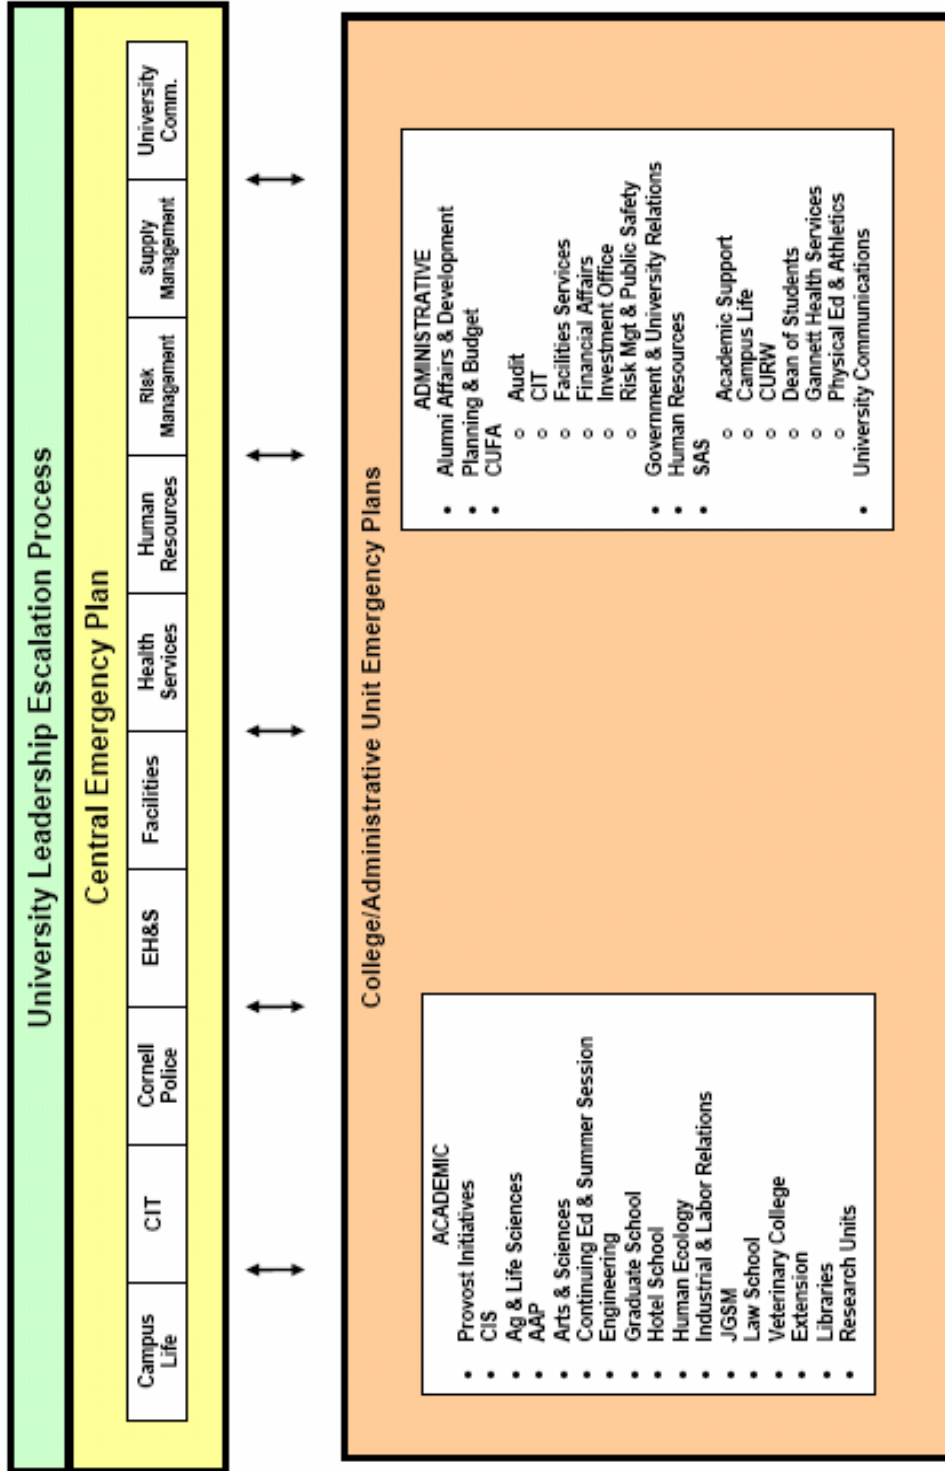 University Leadership Escalation Process
Central Emergency Plan
Campus
Life
CIT
Cornell
Police
EH&S
Facilities
Health
Services
Human
Resources
Risk
Management
Supply
Management
University
Comm.
College/Administrative Unit Emergency Plans
ACADEMIC
• Provost Initiatives
• CIS
• Ag & Life Sciences
• AAP
• Arts & Sciences
• Continuing Ed & Summer Session
• Engineering
• Graduate School
• Hotel School
• Human Ecology
• Industrial & Labor Relations
• JGSM
• Law School
• Veterinary College
• Extension
• Libraries
• Research Units
ADMINISTRATIVE
• Alumni Affairs & Development
• Planning & Budget
• CUFA
o Audit
o CIT
o Facilities Services
o Financial Affairs
o Investment Office
o Risk Mgt & Public Safety
• Government & University Relations
• Human Resources
• SAS
o Academic Support
o Campus Life
o CURW
o Dean of Students
o Gannett Health Services
o Physical Ed & Athletics
• University Communications